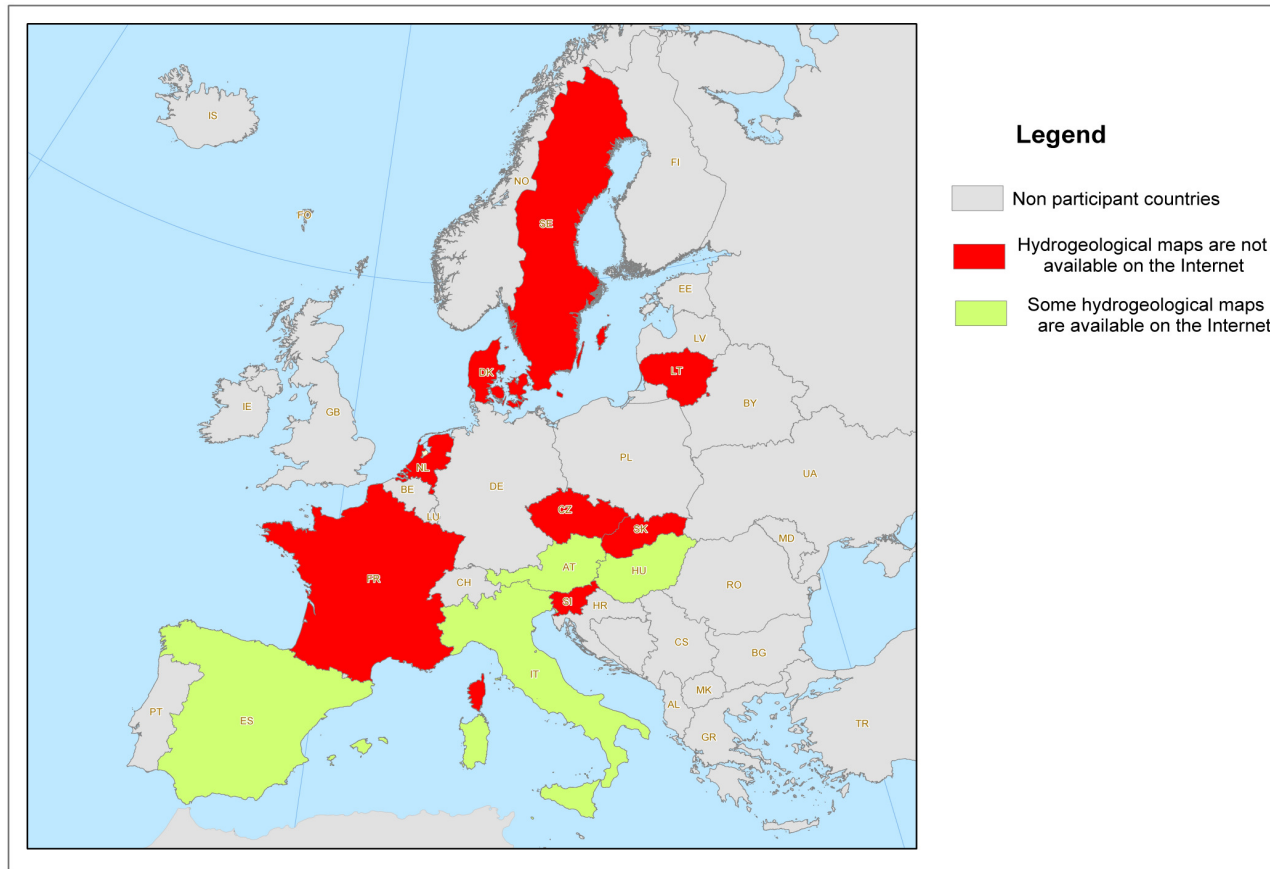 IS
FO
NO
SE
FI
EE
LV
LT
DK
BY
IE
GB
NL
BE
LU
DE
PL
UA
CZ
SK
FR
CH
AT
HU
MD
RO
SI
HR
CS
BG
IT
MK
AL
GR
TR
PT
ES
Legend
Non participant countries
Hydrogeological maps are not
available on the Internet
Some hydrogeological maps
are available on the Internet